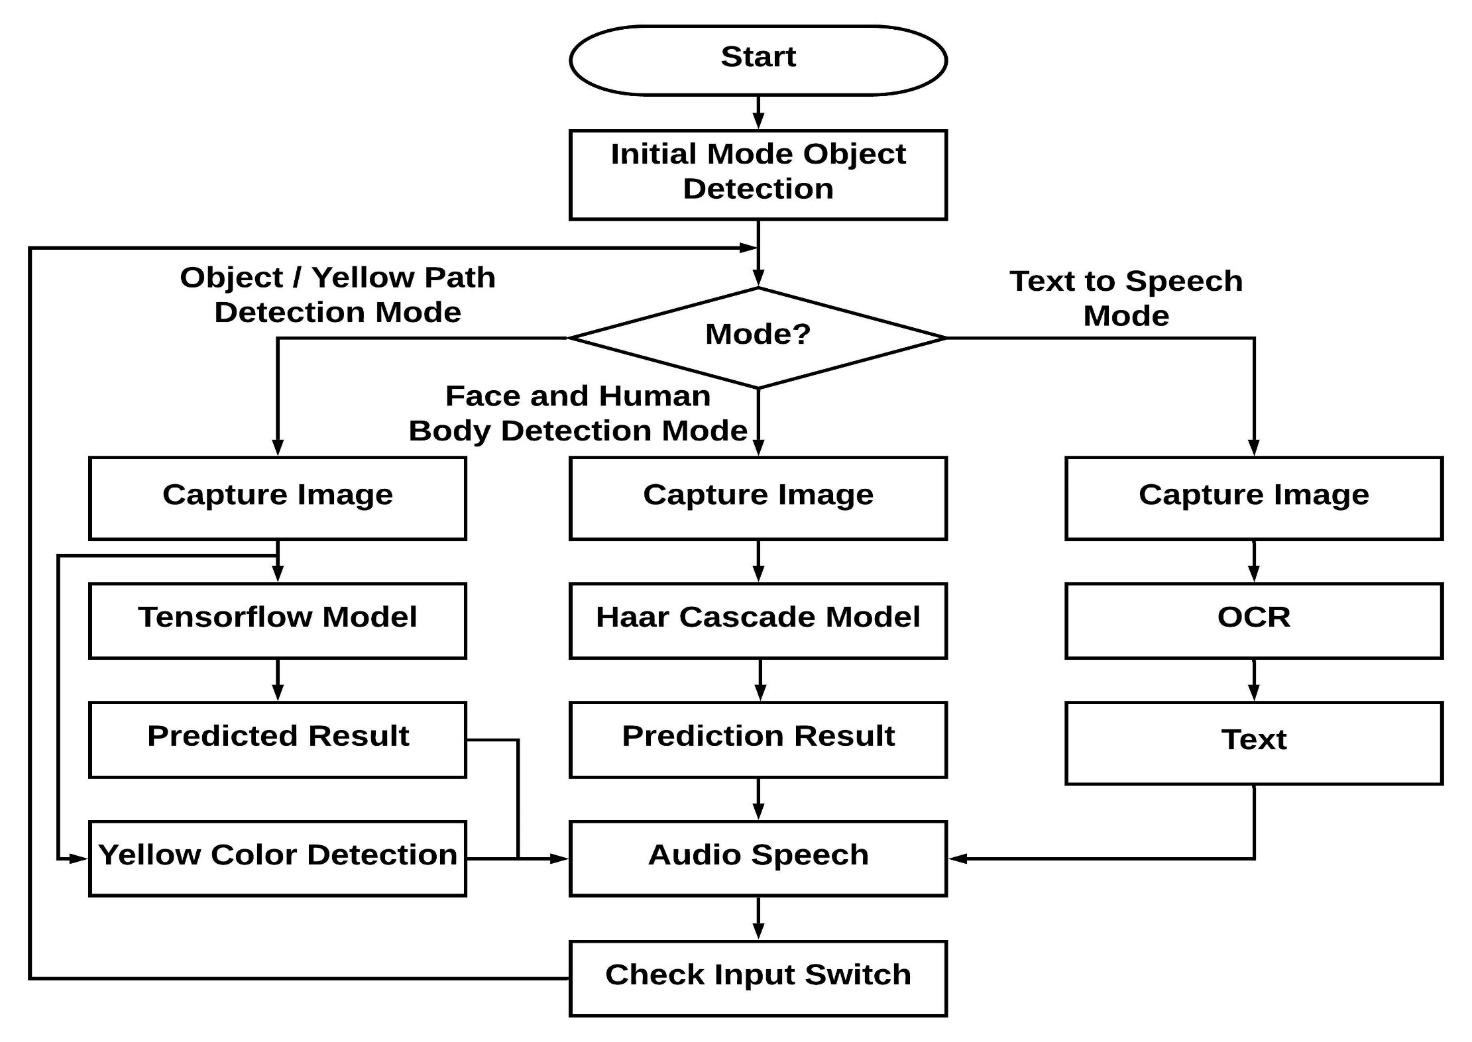 Start
Initial Mode Object
Detection
Object / Yellow Path
Detection Mode
Text to Speech
Mode
Mode?
Face and Human
Body Detection Mode
Capture Image
Capture Image
Capture Image
Tensorflow Model
Haar Cascade Model
OCR
Predicted Result
Prediction Result
Text
Yellow Color Detection
Audio Speech
Check Input Switch